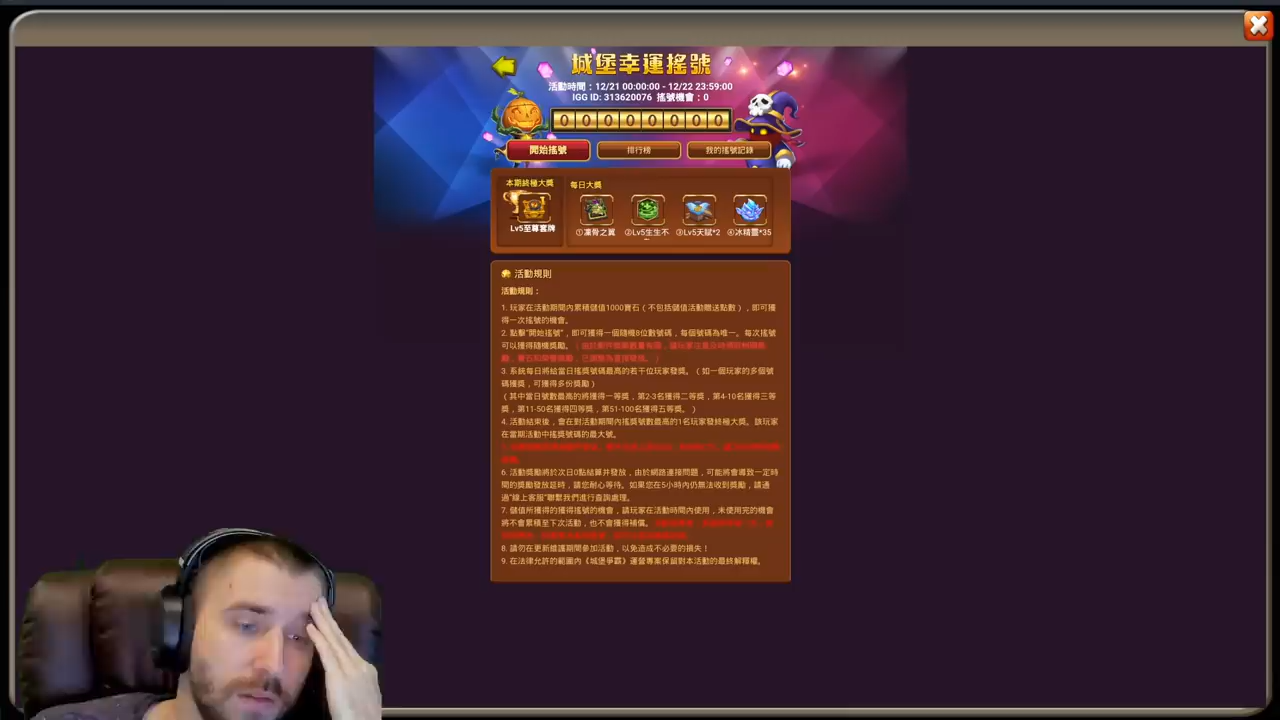 城堡幸運搖號
活動時間：12/21 00:00:00 - 12/22 23:59:00
IGG ID: 313620076 搖號機會：0
0 0 0 0 0 0 0 0
開始搖號 排行榜 我的搖號記錄
本期終極大獎 每日大獎
Lv5至尊套牌 ①凜骨之翼 ②Lv5生生不... ③Lv5天賦*2 ④冰精靈*35
活動規則
活動規則：
1. 玩家在活動期間內累積儲值1000寶石（不包括儲值活動贈送點數），即可獲
得一次搖號的機會。
2. 點擊"開始搖號"，即可獲得一個隨機8位數號碼，每個號碼為唯一。每次搖號
可以獲得隨機獎勵。
3. 系統每日將給當日搖獎號碼最高的若干位玩家發獎。（如一個玩家的多個號
碼獲獎，可獲得多份獎勵）
（其中當日號數最高的將獲得一等獎，第2-3名獲得二等獎，第4-10名獲得三等
獎，第11-50名獲得四等獎，第51-100名獲得五等獎。）
4. 活動結束後，會在對活動期間內搖獎號數最高的1名玩家發終極大獎。該玩家
在當期活動中搖獎號碼的最大號。
6. 活動獎勵將於次日0點結算并發放，由於網路連接問題，可能將會導致一定時
間的獎勵發放延時，請您耐心等待。如果您在5小時內仍無法收到獎勵，請通
過"線上客服"聯繫我們進行查詢處理。
7. 儲值所獲得的獲得搖號的機會，請玩家在活動時間內使用，未使用完的機會
將不會累積至下次活動，也不會獲得補償。
8. 請勿在更新維護期間參加活動，以免造成不必要的損失！
9. 在法律允許的範圍內《城堡爭霸》運營專案保留對本活動的最終解釋權。